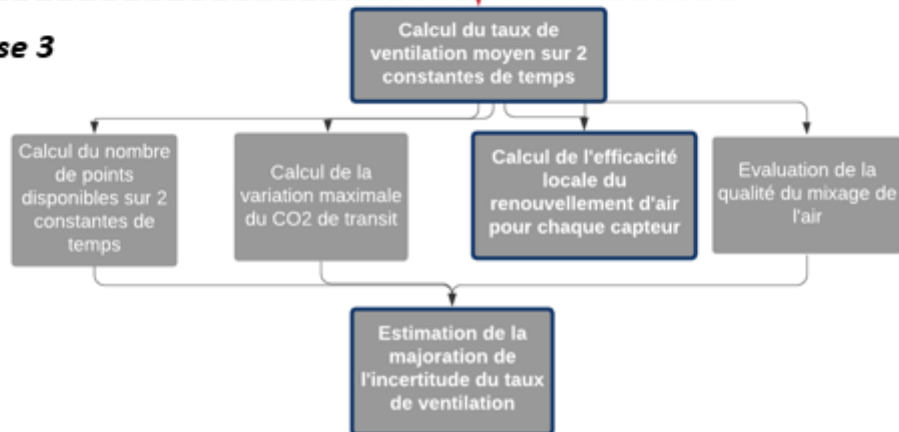 se 3
Calcul du taux de
ventilation moyen sur 2
constantes de temps
Calcul du nombre
de points
disponibles sur 2
constantes de
temps
Calcul de la
variation maximale
du CO2 de transit
Calcul de l'efficacité
locale du
renouvellement d'air
pour chaque capteur
Evaluation de la
qualité du mixage de
l'air
Estimation de la
majoration de
l'incertitude du taux
de ventilation